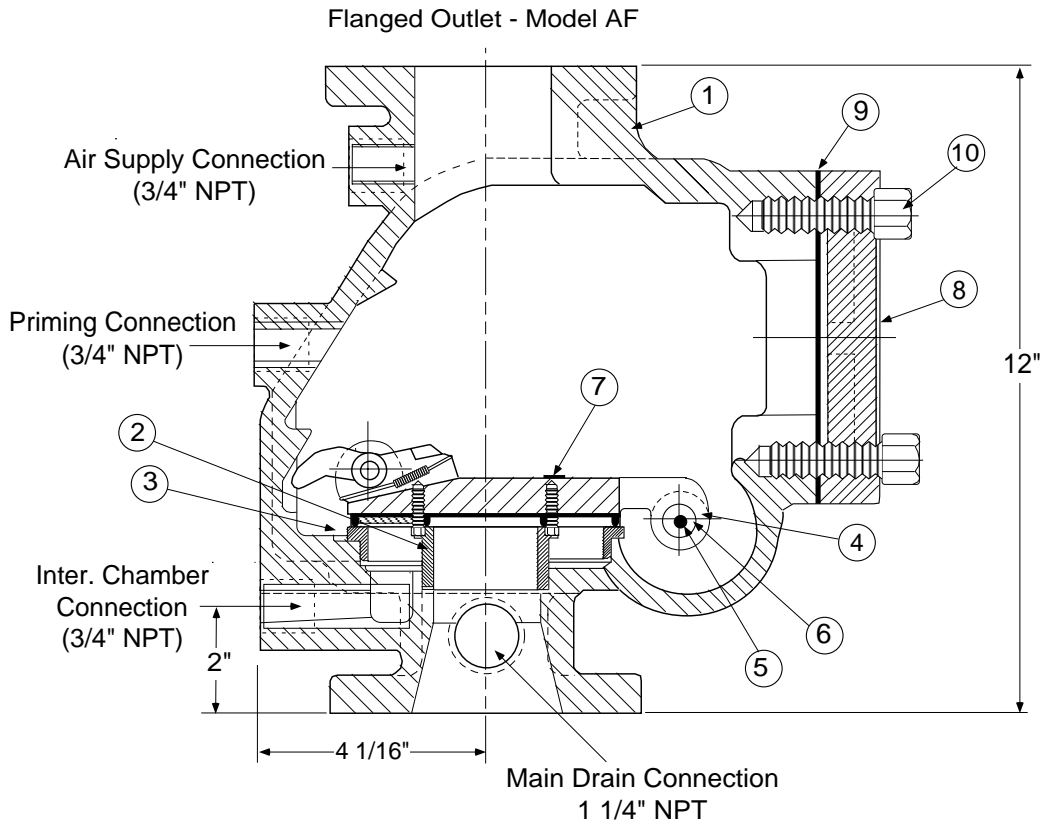 Flanged Outlet - Model AF
1
9
10
Air Supply Connection
(3/4" NPT)
8
Priming Connection
(3/4" NPT)
12"
7
2
3
4
Inter. Chamber
Connection
(3/4" NPT)
6
2"
5
4 1/16"
Main Drain Connection
1 1/4" NPT